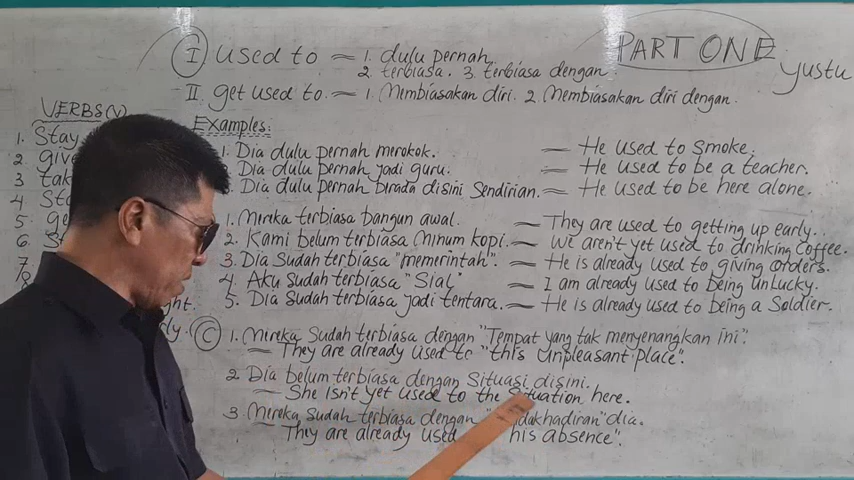 I used to = 1. dulu pernah
2. terbiasa. 3. terbiasa dengan
PART ONE
yustu
II get used to = 1. Membiasakan diri. 2. Membiasakan diri dengan.
VERBS(V)
1. Stay
2 give
3 tak
4 Sto
5 ge
6.
7
8
ght.
ly.
Examples:
1. Dia dulu pernah merokok. = He used to smoke.
Dia dulu pernah jadi guru. = He used to be a teacher.
Dia dulu pernah berada disini Sendirian. = He used to be here alone.
1. Mereka terbiasa bangun awal. - They are used to getting up early.
2. Kami belum terbiasa minum kopi. - We aren't yet used to drinking coffee.
3. Dia Sudah terbiasa "memerintah". = He is already used to giving orders.
4. Aku Sudah terbiasa "Sial" - I am already used to being unLucky.
5. Dia Sudah terbiasa jadi tentara. - He is already used to being a Soldier.
C 1. Mereka Sudah terbiasa dengan "Tempat yang tak menyenangkan ini".
= They are already used to "this Unpleasant place".
2. Dia belum terbiasa dengan Situasi disini.
= She isn't yet used to the Situation here.
3. Mereka Sudah terbiasa dengan dakhadiran" dia.
They are already used his absence".